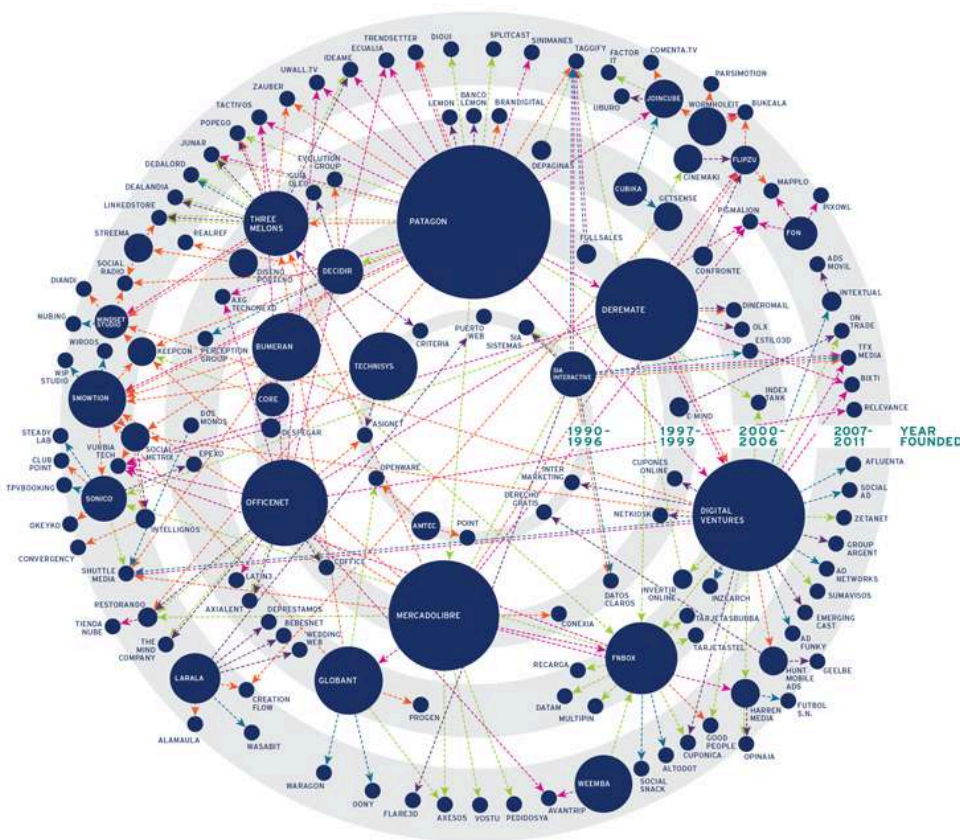 DIOUI
SPLITCAST
TRENDSETTER
SINIMANES
ECUALIA
TAGGIFY
FACTOR
IT
COMENTA.TV
IDEAME
UWALL.TV
ZAUBER
PARSIMOTION
TACTIVOS
LEMON
BANCO
LEMON
BRANDIGITAL
UBURO
JOINCUBE
WORMHOLEIT
BUKEALA
POPEGO
JUNAR
DEDALORD
EVOLUTION
GROUP
GUIA
OLEO
DEPAGINAS
CINEMAKI
FLIPZU
MAPPLO
DEALANDIA
CUBIKA
GETSENSE
PIXOWL
LINKEDSTORE
THREE
MELONS
PATAGON
PIGMALION
FON
STREEMA
REALREF
FULLSALES
CONFRONTE
ADS
MOVIL
SOCIAL
RADIO
DISEÑO
PORTEÑO
DECIDIR
DIANDI
AXG
TECNONEXO
DEREMATE
DINEROMAIL
INTEXTUAL
NUBING
MINDSET
STUDIO
PUERTO
WEB
SIA
SISTEMAS
OLX
ON
TRADE
WIROOS
KEEPCON
PERCEPTION
GROUP
BUMERAN
CRITERIA
ESTILO3D
TFX
MEDIA
WIP
STUDIO
TECHNISYS
SIA
INTERACTIVE
BIXTI
SMOWTION
CORE
E-MIND
INDEX
TANK
RELEVANCE
DOS
MONOS
DESPEGAR
ASIGNET
1990-
1996
1997-
1999
2000-
2006
2007-
2011
YEAR
FOUNDED
STEADY
LAB
VURBIA
TECH
SOCIAL
METRIX
EPEXO
CLUB
POINT
OPENWARE
INTER
MARKETING
CUPONES
ONLINE
AFLUENTA
TPVBOOKING
SONICO
OFFICENET
DERECHO
GRATIS
NETKIOSK
DIGITAL
VENTURES
SOCIAL
AD
OKEYKO
INTELLIGNOS
AMTEC
POINT
ZETANET
CONVERGENCY
GROUP
ARGENT
SHUTTLE
MEDIA
COFFICE
LATIN3
DATOS
CLAROS
INVERTIR
ONLINE
INZEARCH
AD
NETWORKS
RESTORANDO
AXIALENT
DEPRESTAMOS
MERCADOLIBRE
SUMAVISOS
TIENDA
NUBE
BEBESNET
CONEXIA
TARJETASBUBBA
EMERGING
CAST
THE
MIND
COMPANY
WEDDING
WEB
TARJETASTEL
AD
FUNKY
LARALA
GLOBANT
RECARGA
FNBOX
HUNT
MOBILE
ADS
GEELBE
CREATION
FLOW
PROGEN
DATAM
MULTIPIN
HARREN
MEDIA
FUTBOL
S.N.
ALAMAULA
WASABIT
GOOD
PEOPLE
CUPONICA
OPINAIA
WARAGON
OONY
FLARE3D
AXESOS
VOSTU
PEDIDOSYA
AVANTRIP
WEEMBA
SOCIAL
SNACK
ALTODOT